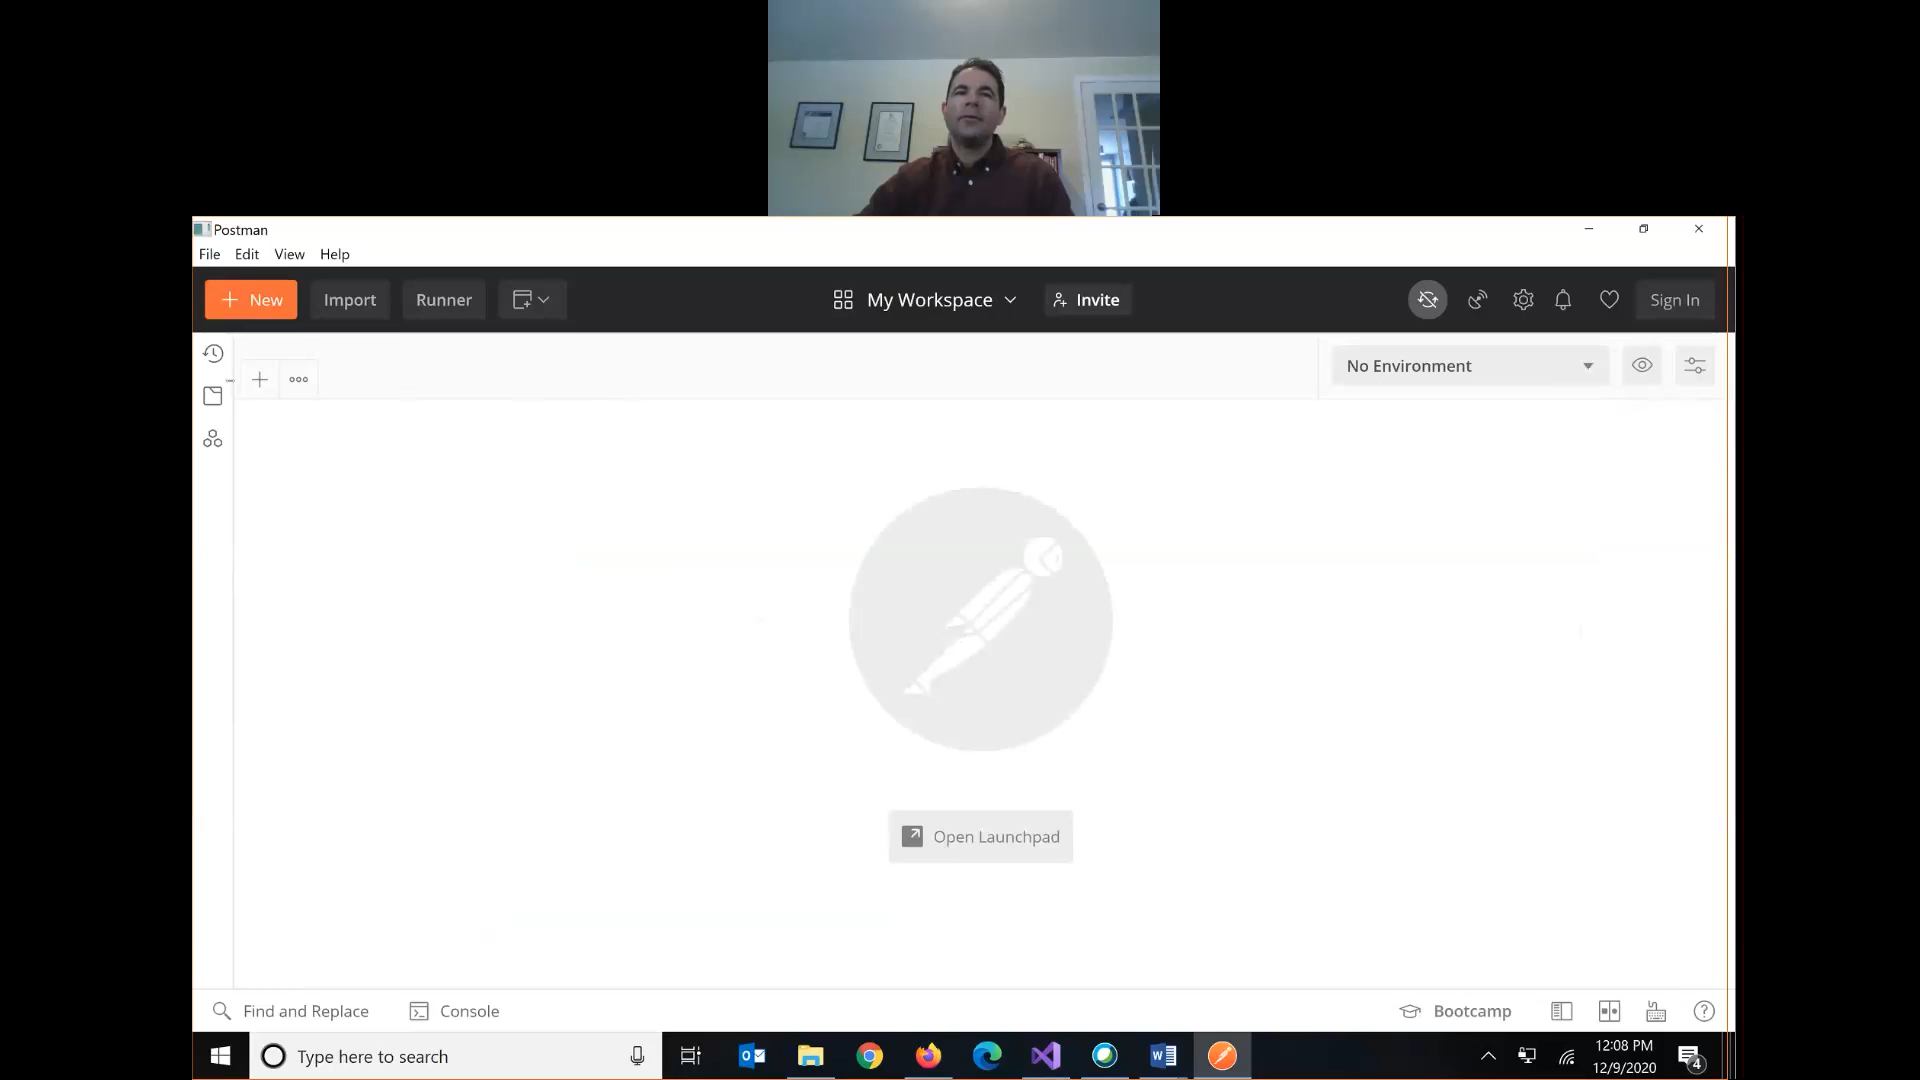 Postman
File Edit View Help
New Import Runner My Workspace Invite Sign In
No Environment
Open Launchpad
Find and Replace Console Bootcamp
Type here to search
12:08 PM
12/9/2020
4